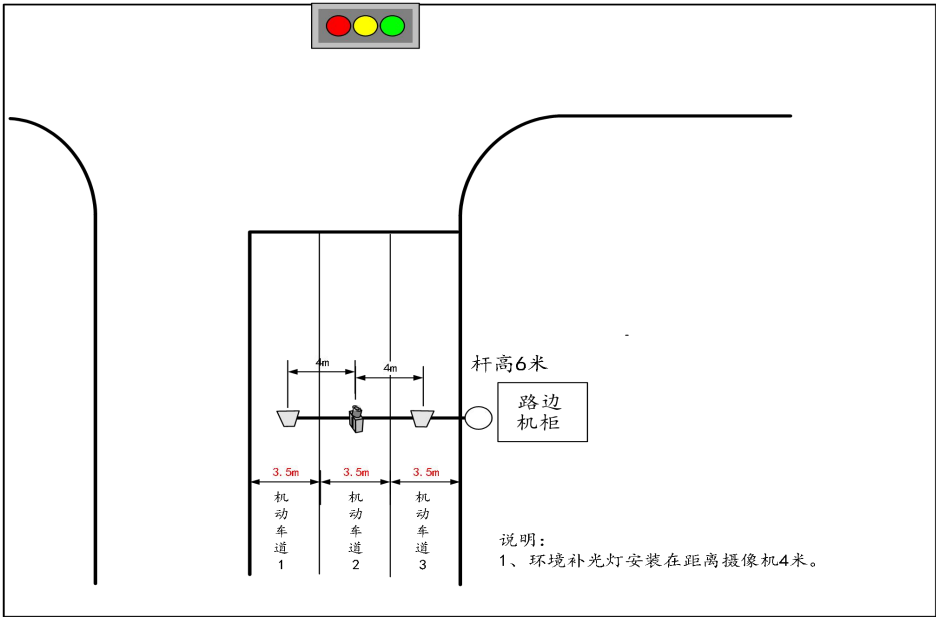 4m
4m
杆高6米
路边
机柜
3.5m
3.5m
3.5m
机动车道1
机动车道2
机动车道3
说明:
1、环境补光灯安装在距离摄像机4米。